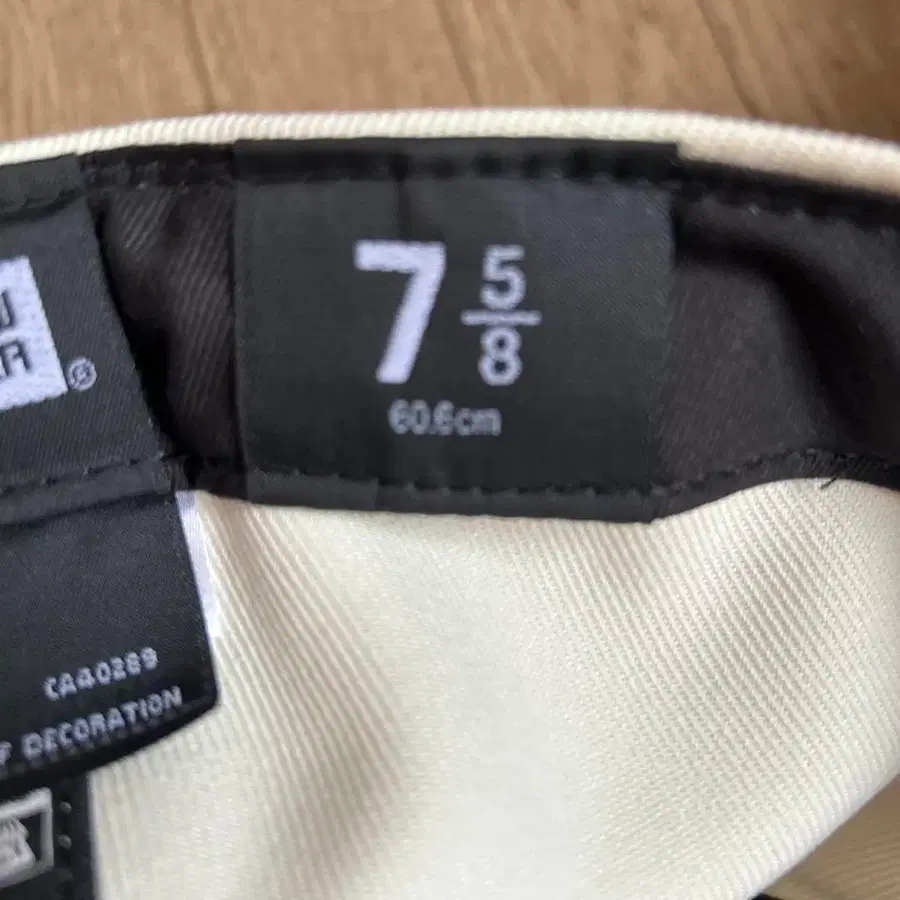 7 5/8
60.6cm
®
CA40289
DECORATION